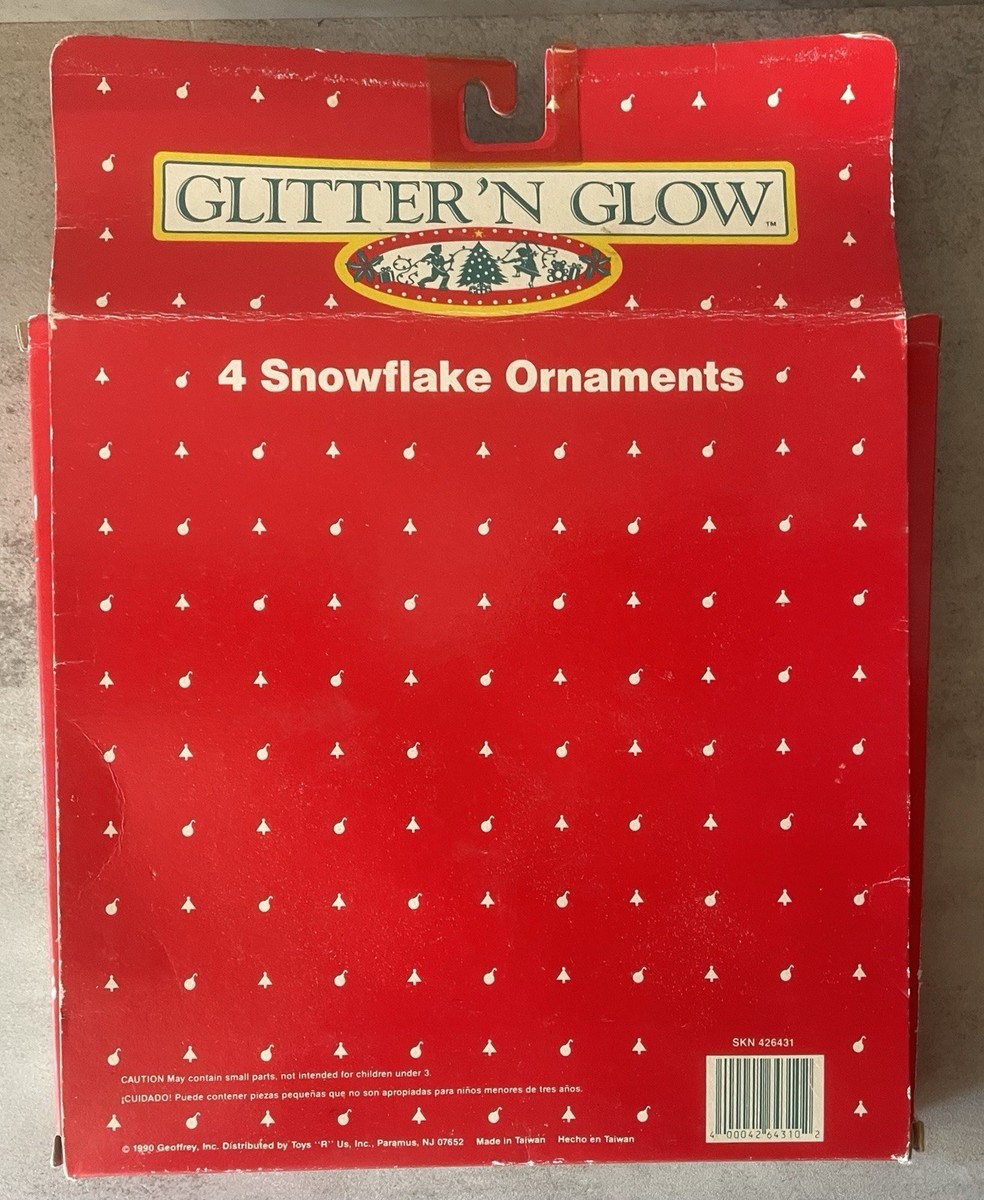 GLITTER 'N GLOW™
4 Snowflake Ornaments
SKN 426431
CAUTION May contain small parts, not intended for children under 3.
¡CUIDADO! Puede contener piezas pequeñas que no son apropiadas para niños menores de tres años.
4 00042 64310 2
© 1990 Geoffrey, Inc. Distributed by Toys "R" Us, Inc., Paramus, NJ 07652 Made in Taiwan Hecho en Taiwan